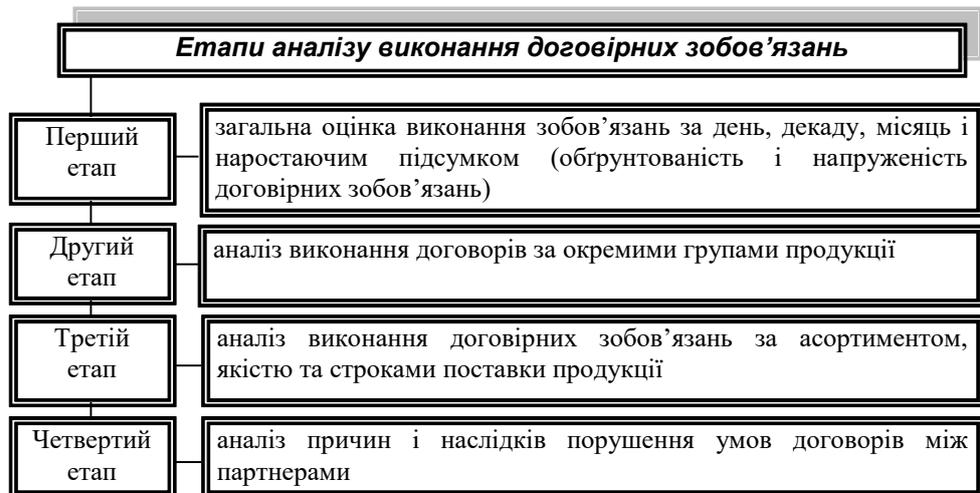 Етапи аналізу виконання договірних зобов’язань
Перший
етап
загальна оцінка виконання зобов’язань за день, декаду, місяць і
наростаючим підсумком (обґрунтованість і напруженість
договірних зобов’язань)
Другий
етап
аналіз виконання договорів за окремими групами продукції
Третій
етап
аналіз виконання договірних зобов’язань за асортиментом,
якістю та строками поставки продукції
Четвертий
етап
аналіз причин і наслідків порушення умов договорів між
партнерами